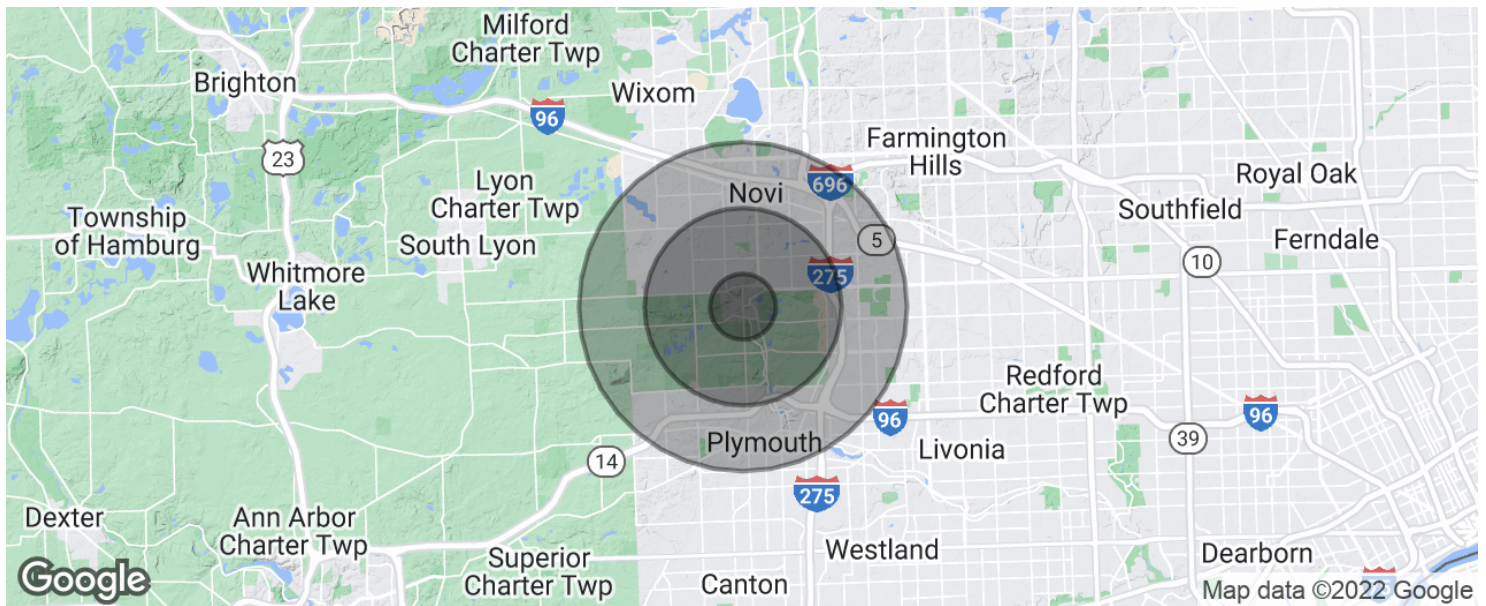 Milford
Charter Twp
Brighton
Wixom
96
Farmington
Hills
23
696
Royal Oak
Lyon
Charter Twp
Novi
Southfield
Township
of Hamburg
South Lyon
5
Ferndale
10
Whitmore
Lake
275
Redford
Charter Twp
96
96
39
Plymouth
Livonia
14
275
Dexter
Ann Arbor
Charter Twp
Westland
Superior
Charter Twp
Dearborn
Canton
Google
Map data ©2022 Google